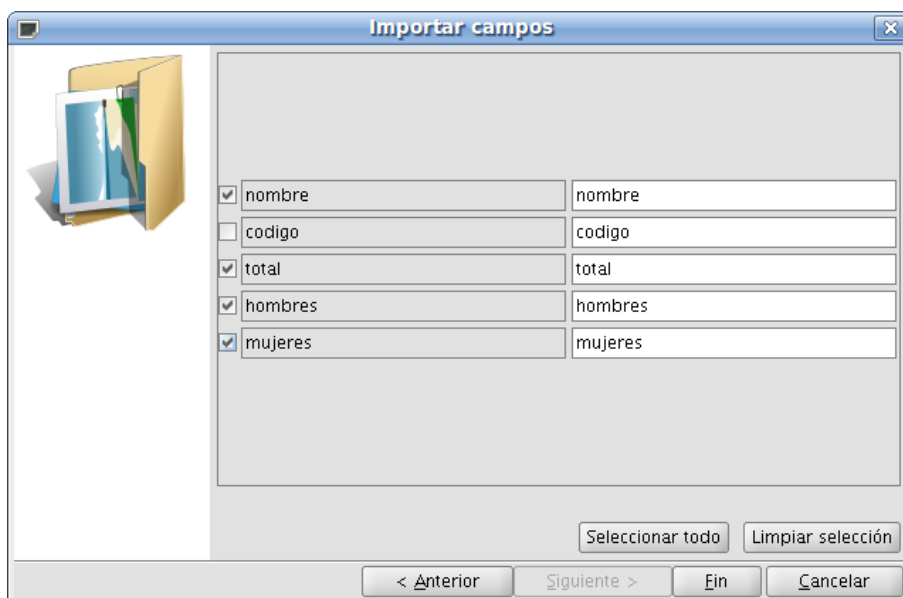 Importar campos
nombre nombre
codigo codigo
total total
hombres hombres
mujeres mujeres
Seleccionar todo Limpiar selección
< Anterior Siguiente > Fin Cancelar